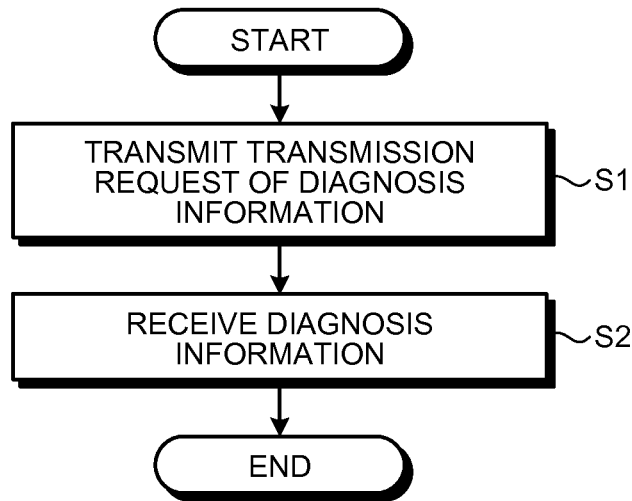 START
TRANSMIT TRANSMISSION
REQUEST OF DIAGNOSIS
INFORMATION
S1
RECEIVE DIAGNOSIS
INFORMATION
S2
END